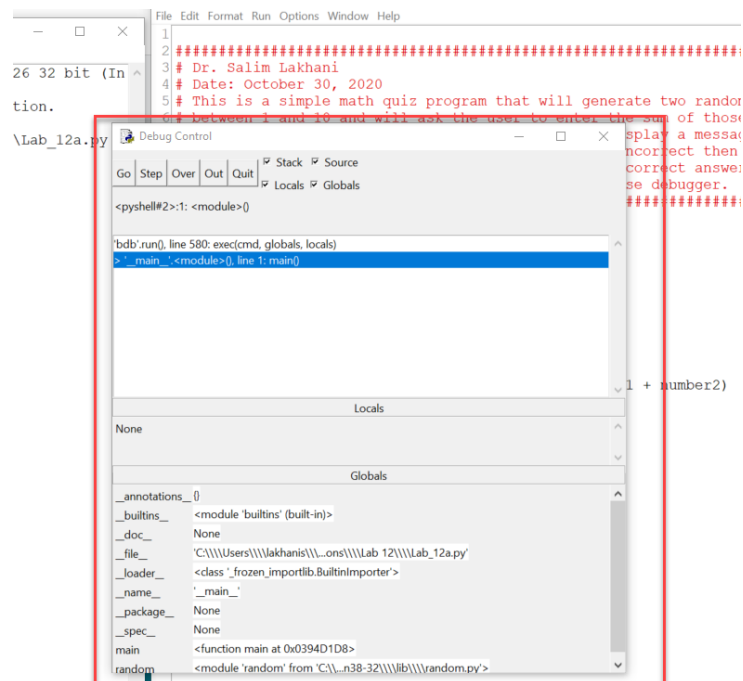 File Edit Format Run Options Window Help
1
2 ##################################################################
26 32 bit (In
3 # Dr. Salim Lakhani
4 # Date: October 30, 2020
tion.
5 # This is a simple math quiz program that will generate two random
6 # between 1 and 10 and will ask the user to enter the sum of those
\Lab_12a.py
Debug Control
splay a messag
ncorrect then
Go Step Over Out Quit Stack Source
correct answer
Locals Globals
se debugger.
##############
<pyshell#2>:1: <module>()
'bdb'.run(), line 580: exec(cmd, globals, locals)
> '__main__'.<module>(), line 1: main()
1 + number2)
Locals
None
Globals
__annotations__ {}
__builtins__ <module 'builtins' (built-in)>
__doc__ None
__file__ 'C:\\\\Users\\\\lakhanis\\\...ons\\\\Lab 12\\\\Lab_12a.py'
__loader__ <class '_frozen_importlib.BuiltinImporter'>
__name__ '__main__'
__package__ None
__spec__ None
main <function main at 0x0394D1D8>
random <module 'random' from 'C:\\...n38-32\\\\lib\\\\random.py'>